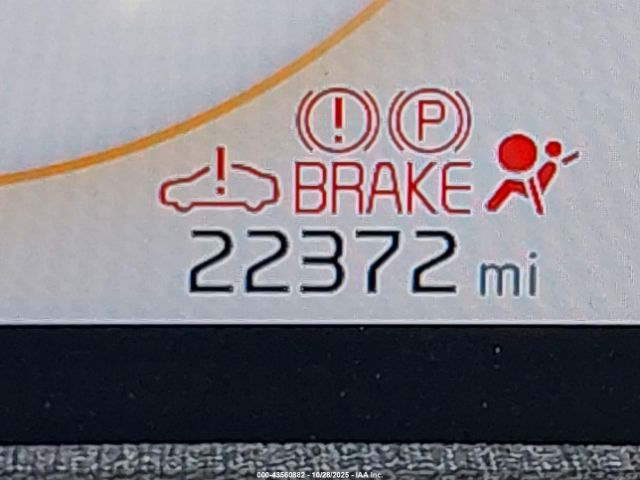 ! P
!
BRAKE
22372 mi
000-43560882 - 10/28/2025 - IAA Inc.